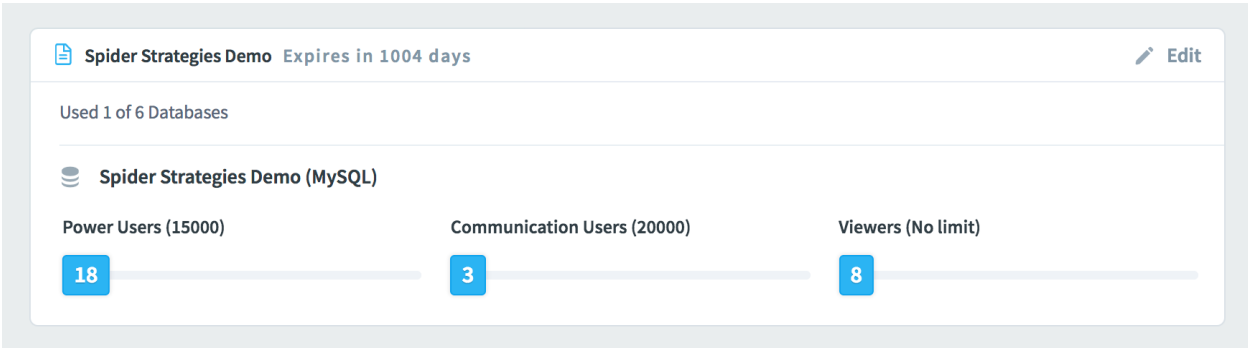 Spider Strategies Demo Expires in 1004 days Edit
Used 1 of 6 Databases
Spider Strategies Demo (MySQL)
Power Users (15000) Communication Users (20000) Viewers (No limit)
18 3 8